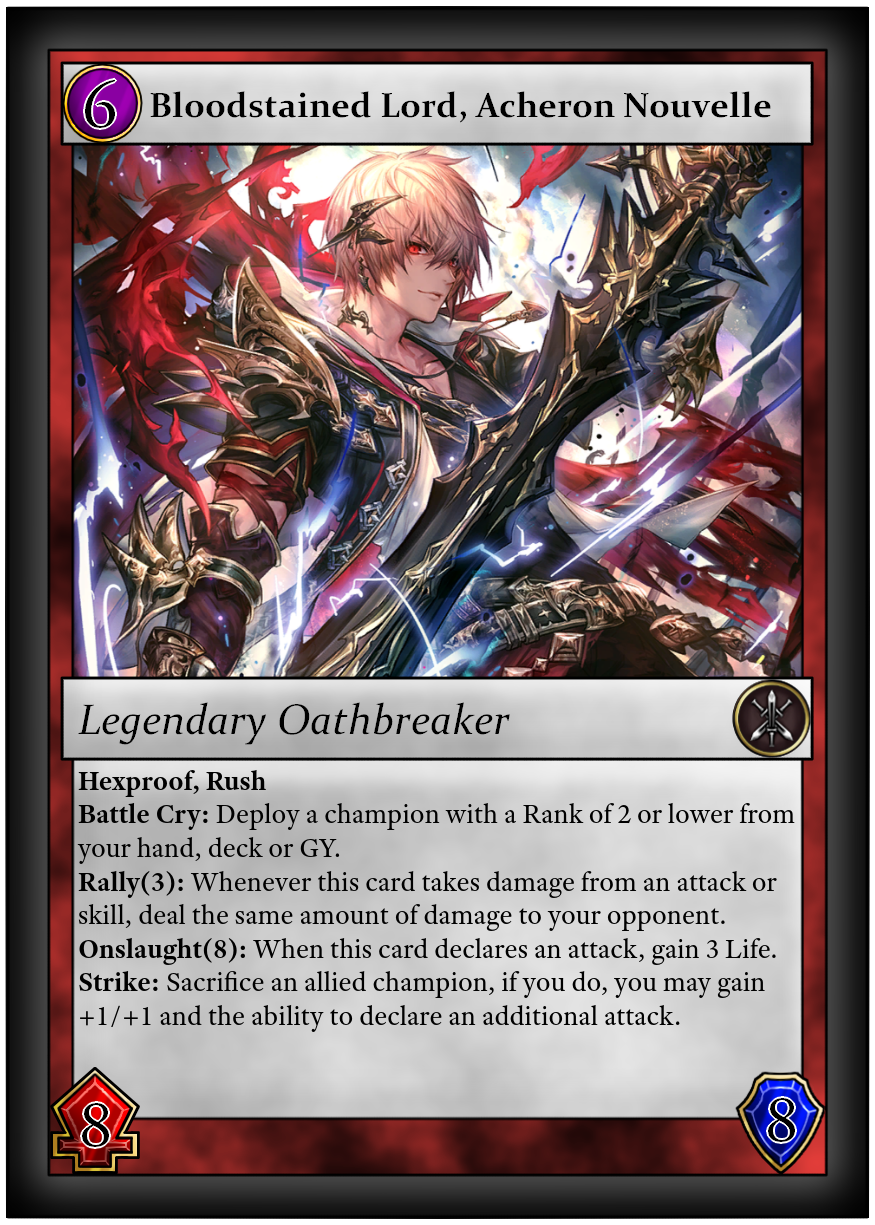 6 Bloodstained Lord, Acheron Nouvelle
Legendary Oathbreaker
Hexproof, Rush
Battle Cry: Deploy a champion with a Rank of 2 or lower from
your hand, deck or GY.
Rally(3): Whenever this card takes damage from an attack or
skill, deal the same amount of damage to your opponent.
Onslaught(8): When this card declares an attack, gain 3 Life.
Strike: Sacrifice an allied champion, if you do, you may gain
+1/+1 and the ability to declare an additional attack.
8 8